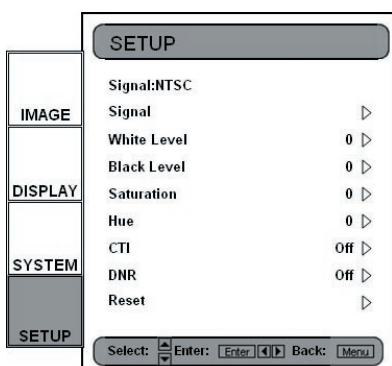 SETUP
IMAGE
DISPLAY
SYSTEM
SETUP
Signal:NTSC
Signal
White Level 0
Black Level 0
Saturation 0
Hue 0
CTI Off
DNR Off
Reset
Select: Enter: Enter Back: Menu